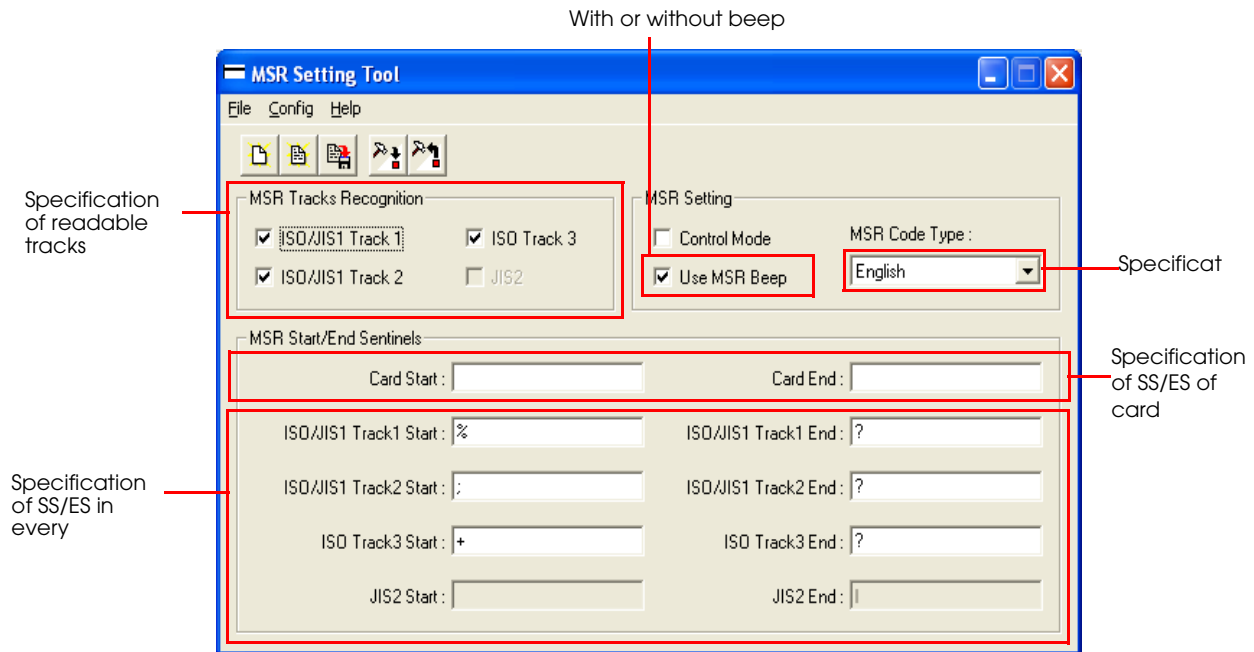 With or without beep
MSR Setting Tool
File Config Help
Specification
of readable
tracks
MSR Tracks Recognition
ISO/JIS1 Track 1
ISO Track 3
ISO/JIS1 Track 2
JIS2
MSR Setting
Control Mode
MSR Code Type :
Use MSR Beep
English
Specificat
MSR Start/End Sentinels
Card Start :
Card End :
Specification
of SS/ES of
card
ISO/JIS1 Track1 Start : %
ISO/JIS1 Track1 End : ?
Specification
of SS/ES in
every
ISO/JIS1 Track2 Start : ;
ISO/JIS1 Track2 End : ?
ISO Track3 Start : +
ISO Track3 End : ?
JIS2 Start :
JIS2 End : |